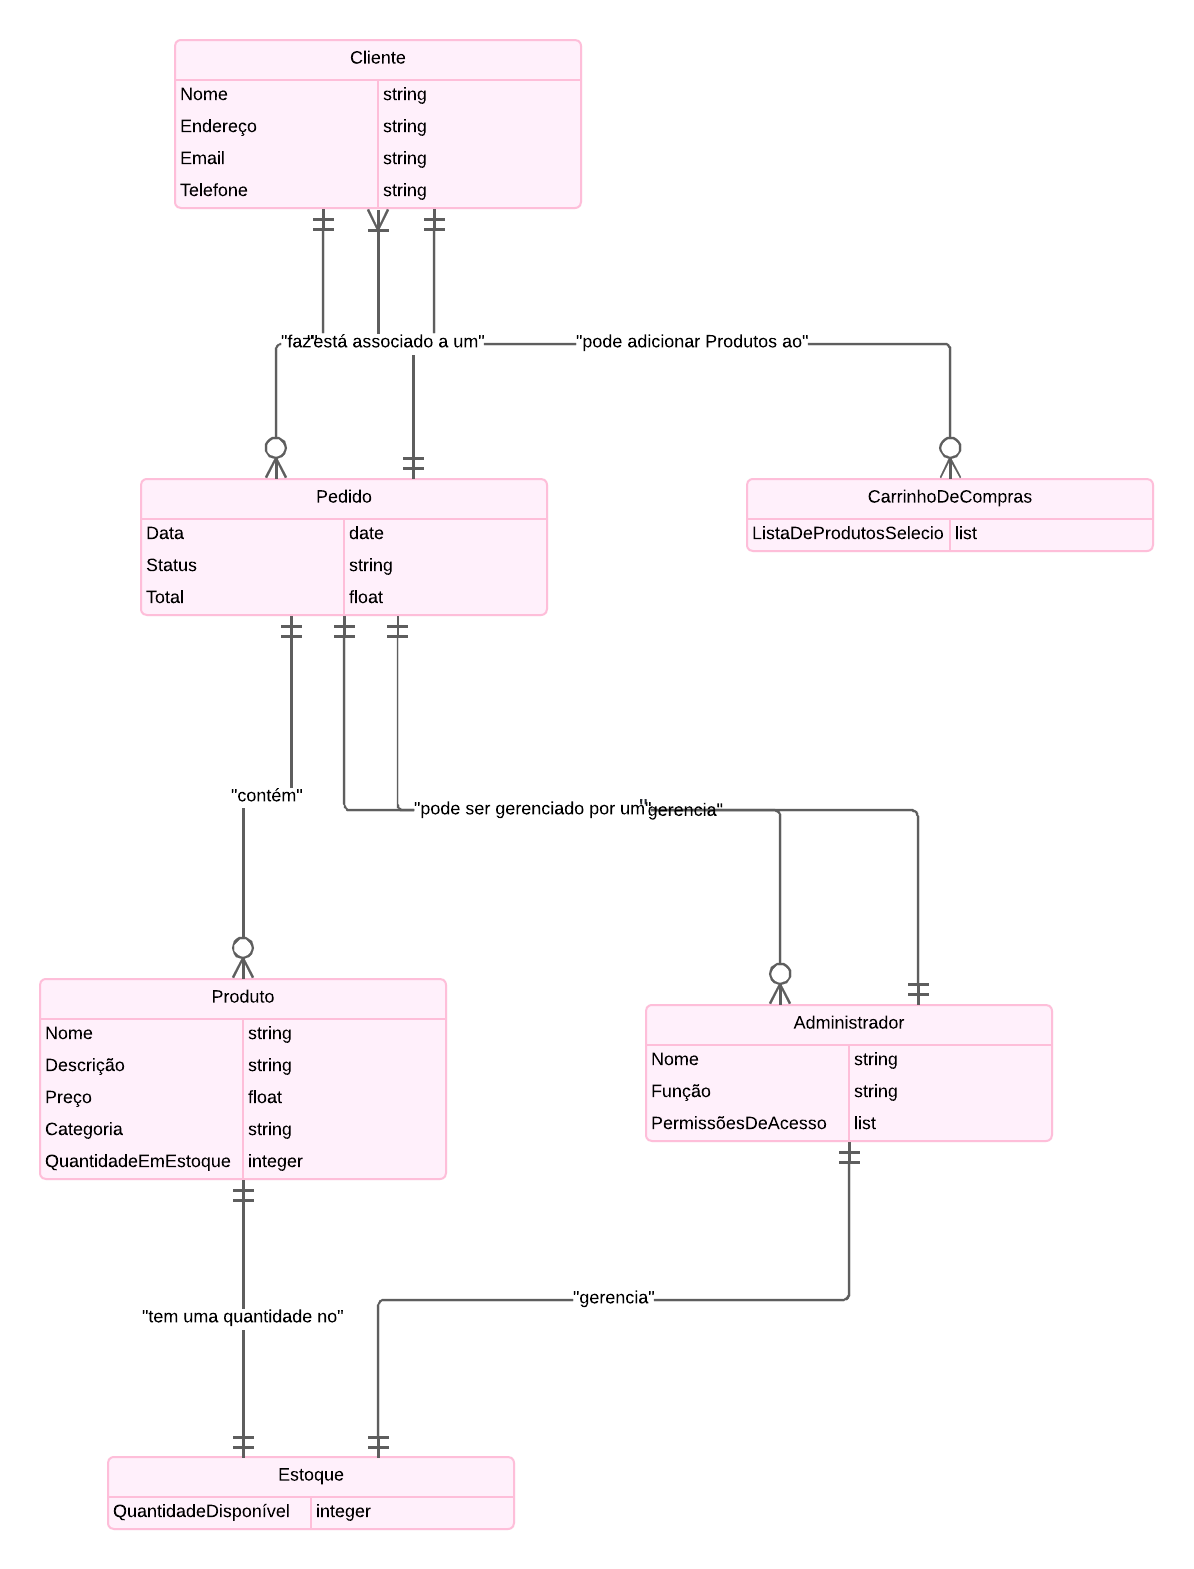 Cliente
Nome string
Endereço string
Email string
Telefone string
"faz"
"está associado a um"
"pode adicionar Produtos ao"
Pedido
Data date
Status string
Total float
CarrinhoDeCompras
ListaDeProdutosSelecio list
"contém"
"pode ser gerenciado por um"
"gerencia"
Produto
Nome string
Descrição string
Preço float
Categoria string
QuantidadeEmEstoque integer
Administrador
Nome string
Função string
PermissõesDeAcesso list
"gerencia"
"tem uma quantidade no"
Estoque
QuantidadeDisponível integer